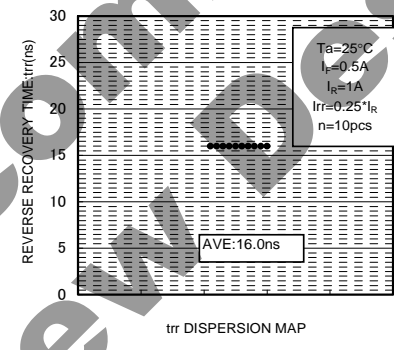 30
25
20
15
10
5
0
REVERSE RECOVERY TIME:trr(ns)
Ta=25°C
IF=0.5A
IR=1A
Irr=0.25*IR
n=10pcs
AVE:16.0ns
trr DISPERSION MAP